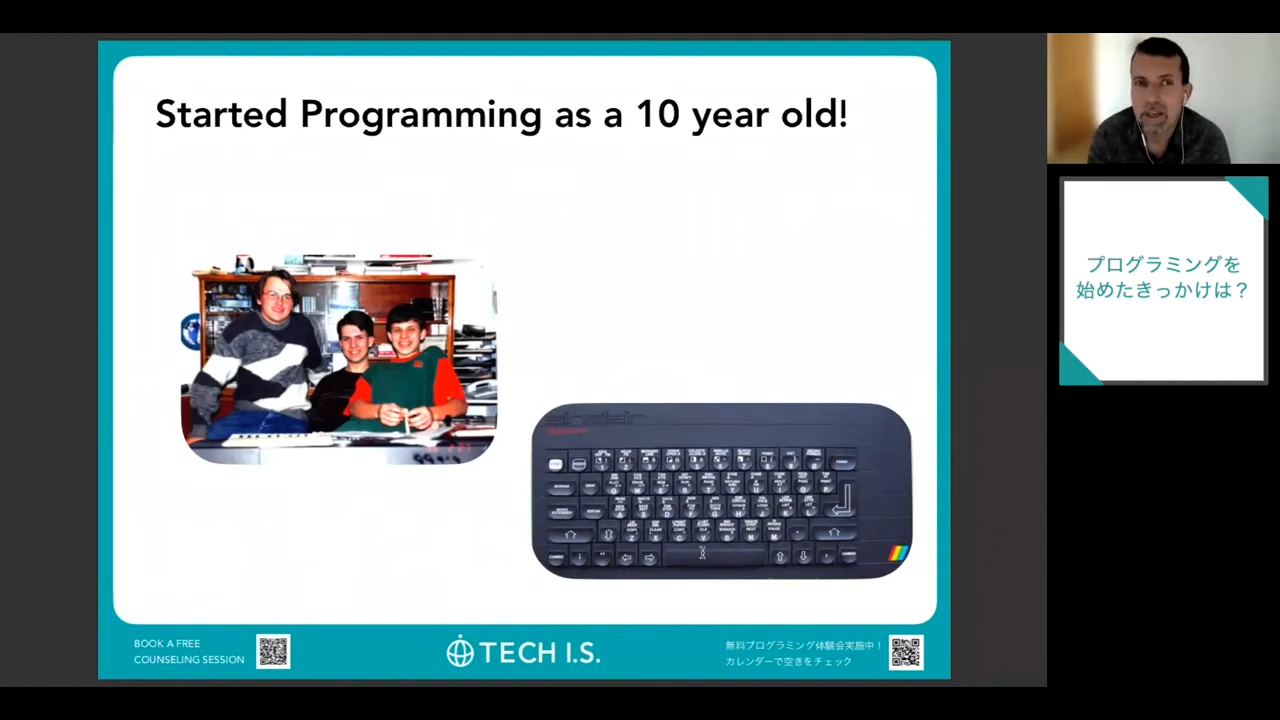 Started Programming as a 10 year old!
プログラミングを
始めたきっかけは？
sinclair
BOOK A FREE
COUNSELING SESSION
TECH I.S.
無料プログラミング体験会実施中！
カレンダーで空きをチェック